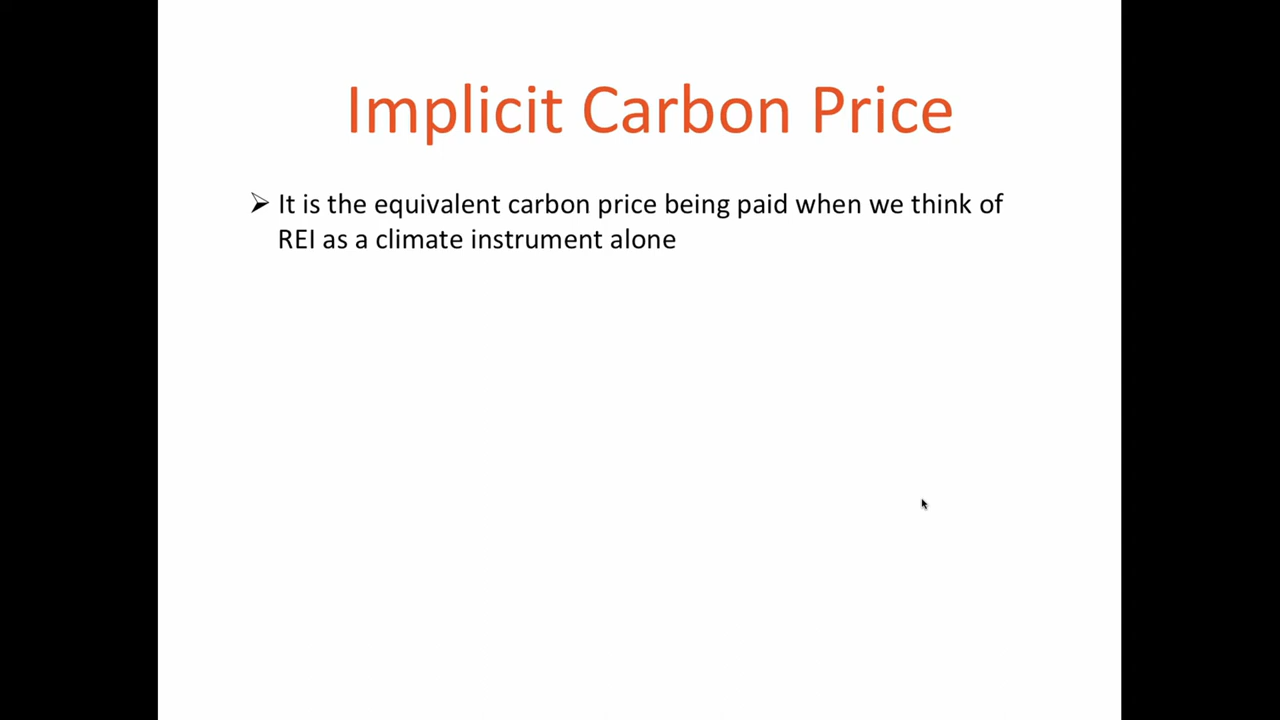 Implicit Carbon Price
➢ It is the equivalent carbon price being paid when we think of
REI as a climate instrument alone